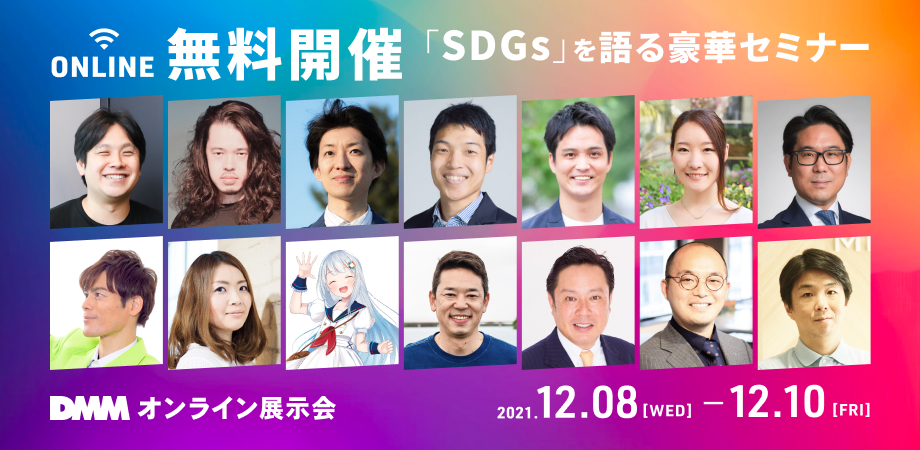 ONLINE 無料開催 「SDGs」を語る豪華セミナー
DMM オンライン展示会
2021.12.08[WED] − 12.10[FRI]